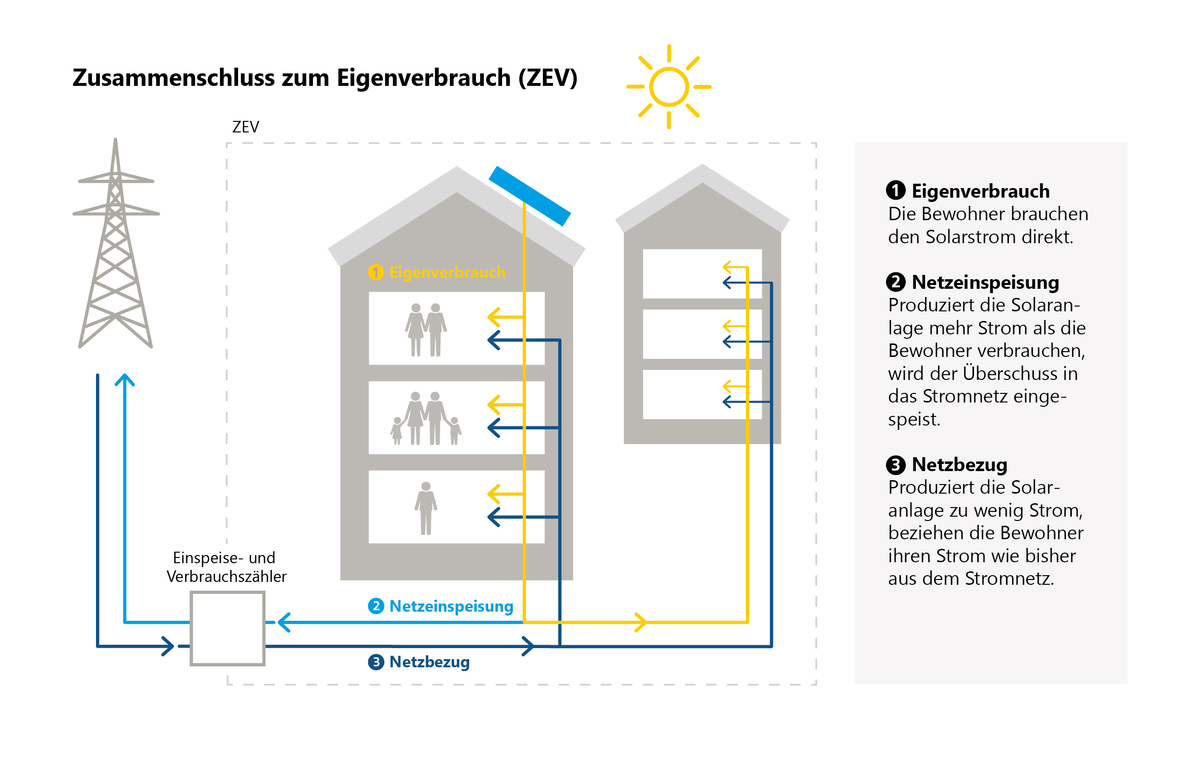 Zusammenschluss zum Eigenverbrauch (ZEV)
ZEV
1 Eigenverbrauch
Einspeise- und
Verbrauchszähler
2 Netzeinspeisung
3 Netzbezug
1 Eigenverbrauch
Die Bewohner brauchen
den Solarstrom direkt.
2 Netzeinspeisung
Produziert die Solaran-
lage mehr Strom als die
Bewohner verbrauchen,
wird der Überschuss in
das Stromnetz einge-
speist.
3 Netzbezug
Produziert die Solar-
anlage zu wenig Strom,
beziehen die Bewohner
ihren Strom wie bisher
aus dem Stromnetz.